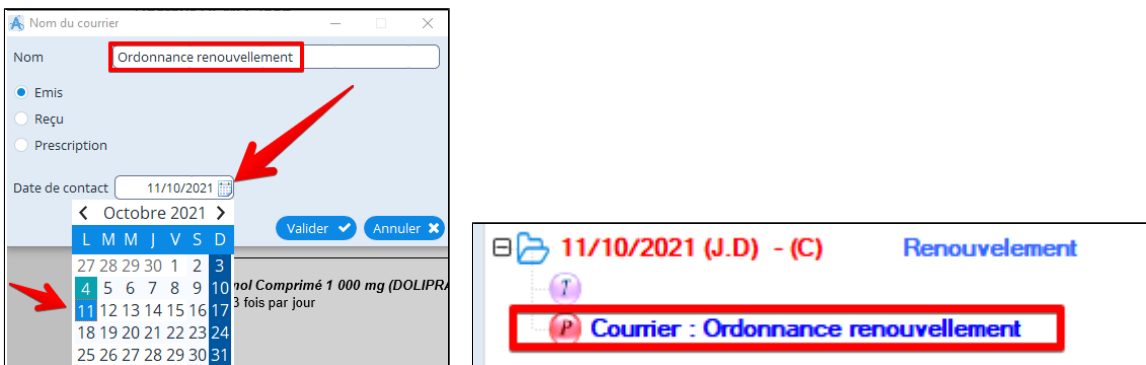 Nom du courrier
Nom Ordonnance renouvellement
Emis
Reçu
Prescription
Date de contact 11/10/2021
Octobre 2021
Valider Annuler
L M M J V S D
27 28 29 30 1 2 3
4 5 6 7 8 9 10
11 12 13 14 15 16 17
18 19 20 21 22 23 24
25 26 27 28 29 30 31
Comprimé 1 000 mg
3 fois par jour
11/10/2021 (J.D) - (C) Renouvelement
T
P Courrier : Ordonnance renouvellement